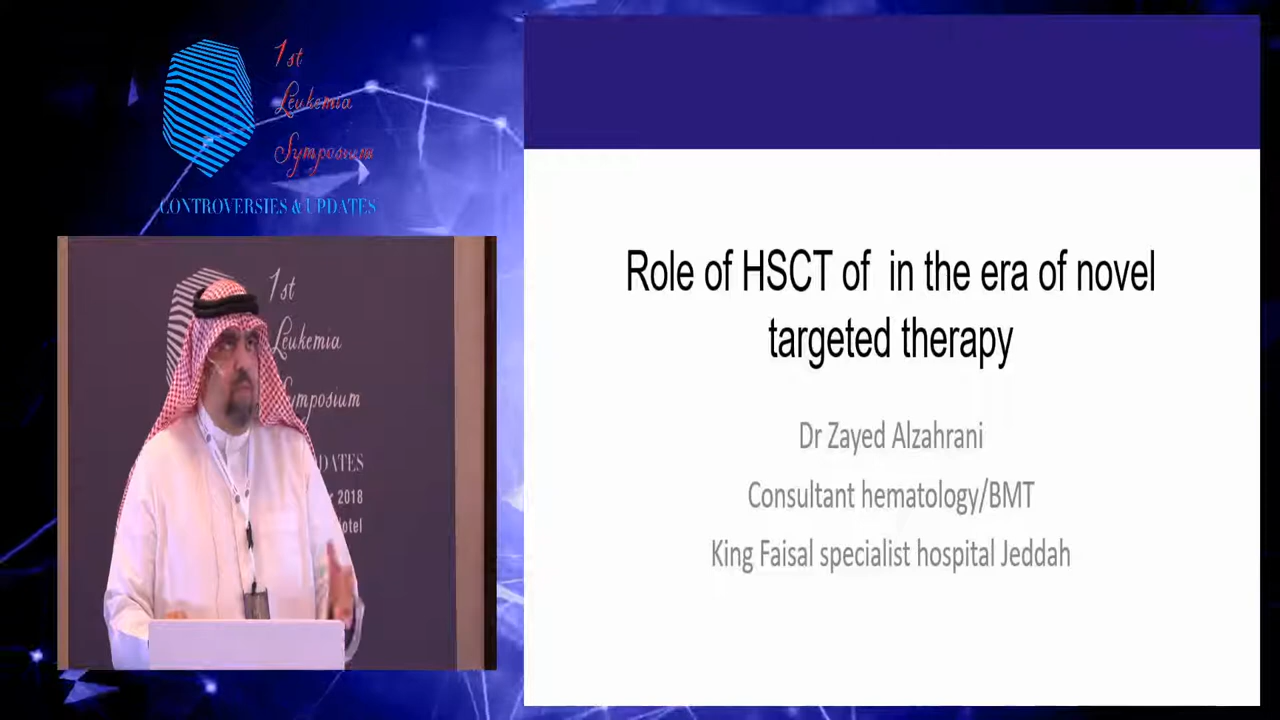 1st
Leukemia
Symposium
CONTROVERSIES & UPDATES
1st
Leukemia
Symposium
DATES
2018
otel
Role of HSCT of  in the era of novel
targeted therapy
Dr Zayed Alzahrani
Consultant hematology/BMT
King Faisal specialist hospital Jeddah